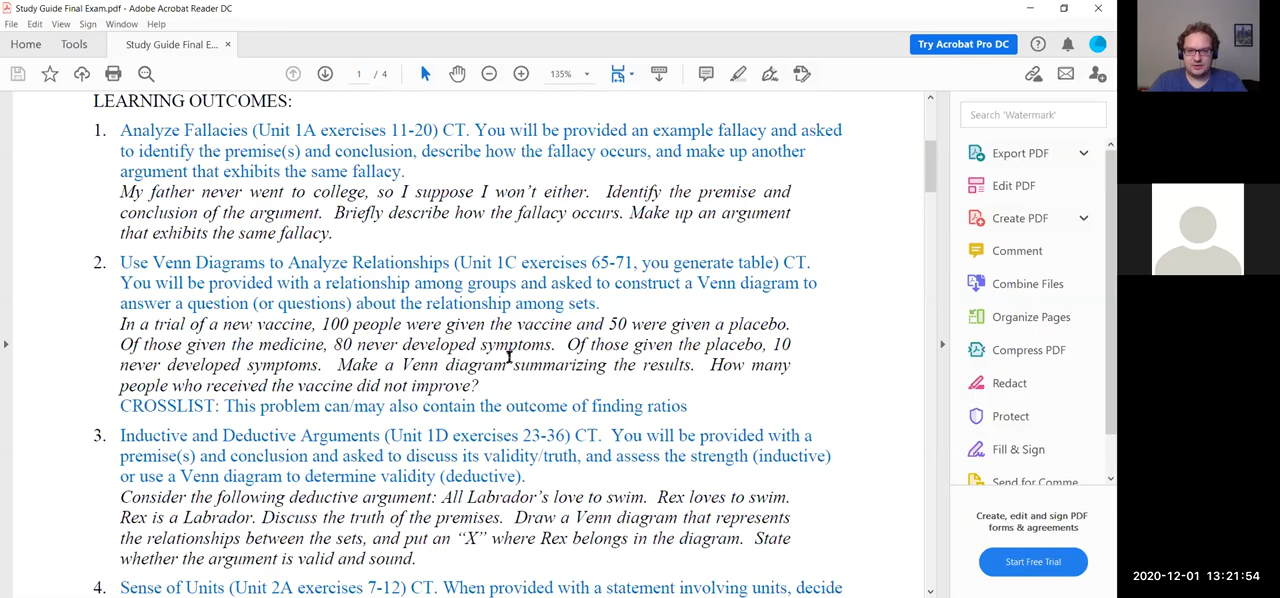 Study Guide Final Exam.pdf - Adobe Acrobat Reader DC
File Edit View Sign Window Help
Home Tools Study Guide Final E... ×
Try Acrobat Pro DC
1 / 4
135%
LEARNING OUTCOMES:
1. Analyze Fallacies (Unit 1A exercises 11-20) CT. You will be provided an example fallacy and asked
to identify the premise(s) and conclusion, describe how the fallacy occurs, and make up another
argument that exhibits the same fallacy.
My father never went to college, so I suppose I won't either. Identify the premise and
conclusion of the argument. Briefly describe how the fallacy occurs. Make up an argument
that exhibits the same fallacy.
2. Use Venn Diagrams to Analyze Relationships (Unit 1C exercises 65-71, you generate table) CT.
You will be provided with a relationship among groups and asked to construct a Venn diagram to
answer a question (or questions) about the relationship among sets.
In a trial of a new vaccine, 100 people were given the vaccine and 50 were given a placebo.
Of those given the medicine, 80 never developed symptoms. Of those given the placebo, 10
never developed symptoms. Make a Venn diagram summarizing the results. How many
people who received the vaccine did not improve?
CROSSLIST: This problem can/may also contain the outcome of finding ratios
3. Inductive and Deductive Arguments (Unit 1D exercises 23-36) CT. You will be provided with a
premise(s) and conclusion and asked to discuss its validity/truth, and assess the strength (inductive)
or use a Venn diagram to determine validity (deductive).
Consider the following deductive argument: All Labrador's love to swim. Rex loves to swim.
Rex is a Labrador. Discuss the truth of the premises. Draw a Venn diagram that represents
the relationships between the sets, and put an "X" where Rex belongs in the diagram. State
whether the argument is valid and sound.
4. Sense of Units (Unit 2A exercises 7-12) CT. When provided with a statement involving units, decide
Search 'Watermark'
Export PDF
Edit PDF
Create PDF
Comment
Combine Files
Organize Pages
Compress PDF
Redact
Protect
Fill & Sign
Send for Comme
Create, edit and sign PDF
forms & agreements
Start Free Trial
2020-12-01 13:21:54